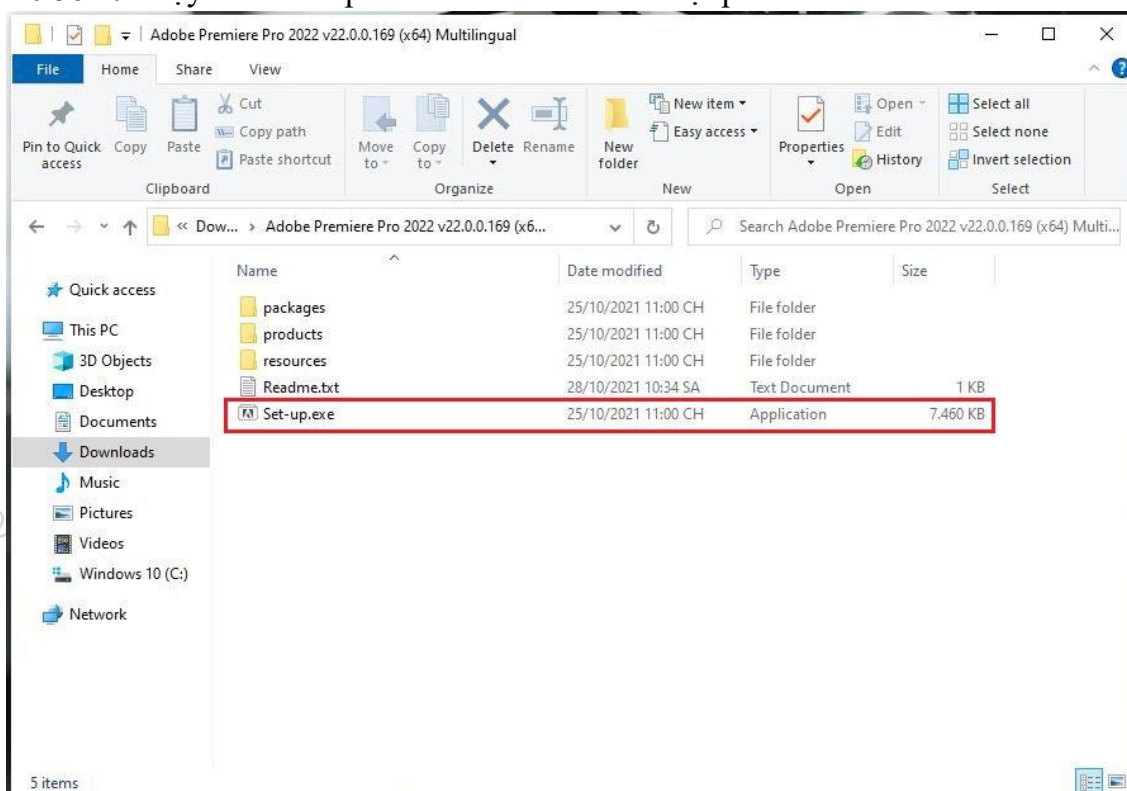 Adobe Premiere Pro 2022 v22.0.0.169 (x64) Multilingual
File Home Share View
Pin to Quick access
Copy
Paste
Cut
Copy path
Paste shortcut
Clipboard
Move to
Copy to
Delete
Rename
Organize
New folder
New item
Easy access
New
Properties
Open
Edit
History
Open
Select all
Select none
Invert selection
Select
« Dow... › Adobe Premiere Pro 2022 v22.0.0.169 (x6...
Search Adobe Premiere Pro 2022 v22.0.0.169 (x64) Multi...
Quick access
This PC
3D Objects
Desktop
Documents
Downloads
Music
Pictures
Videos
Windows 10 (C:)
Network
Name Date modified Type Size
packages 25/10/2021 11:00 CH File folder
products 25/10/2021 11:00 CH File folder
resources 25/10/2021 11:00 CH File folder
Readme.txt 28/10/2021 10:34 SA Text Document 1 KB
Set-up.exe 25/10/2021 11:00 CH Application 7.460 KB
5 items